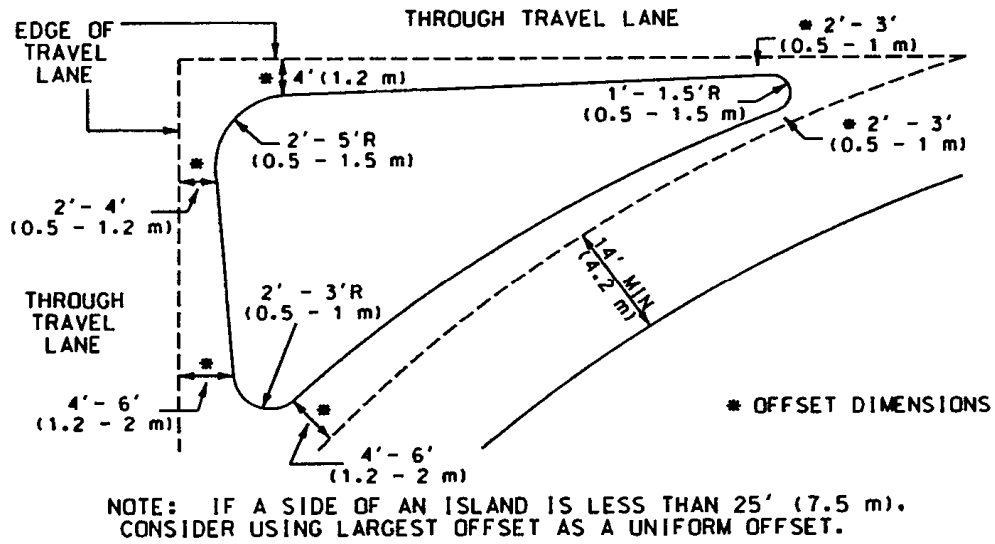 THROUGH TRAVEL LANE
EDGE OF
TRAVEL
LANE
* 2'- 3'
(0.5 - 1 m)
* 4'(1.2 m)
1'- 1.5'R
(0.5 - 1.5 m)
2'- 5'R
(0.5 - 1.5 m)
* 2'- 3'
(0.5 - 1 m)
*
2'- 4'
(0.5 - 1.2 m)
14' MIN
(4.2 m)
THROUGH
TRAVEL
LANE
2' - 3'R
(0.5 - 1 m)
*
4'- 6'
(1.2 - 2 m)
*
4'- 6'
(1.2 - 2 m)
* OFFSET DIMENSIONS
NOTE: IF A SIDE OF AN ISLAND IS LESS THAN 25' (7.5 m).
CONSIDER USING LARGEST OFFSET AS A UNIFORM OFFSET.